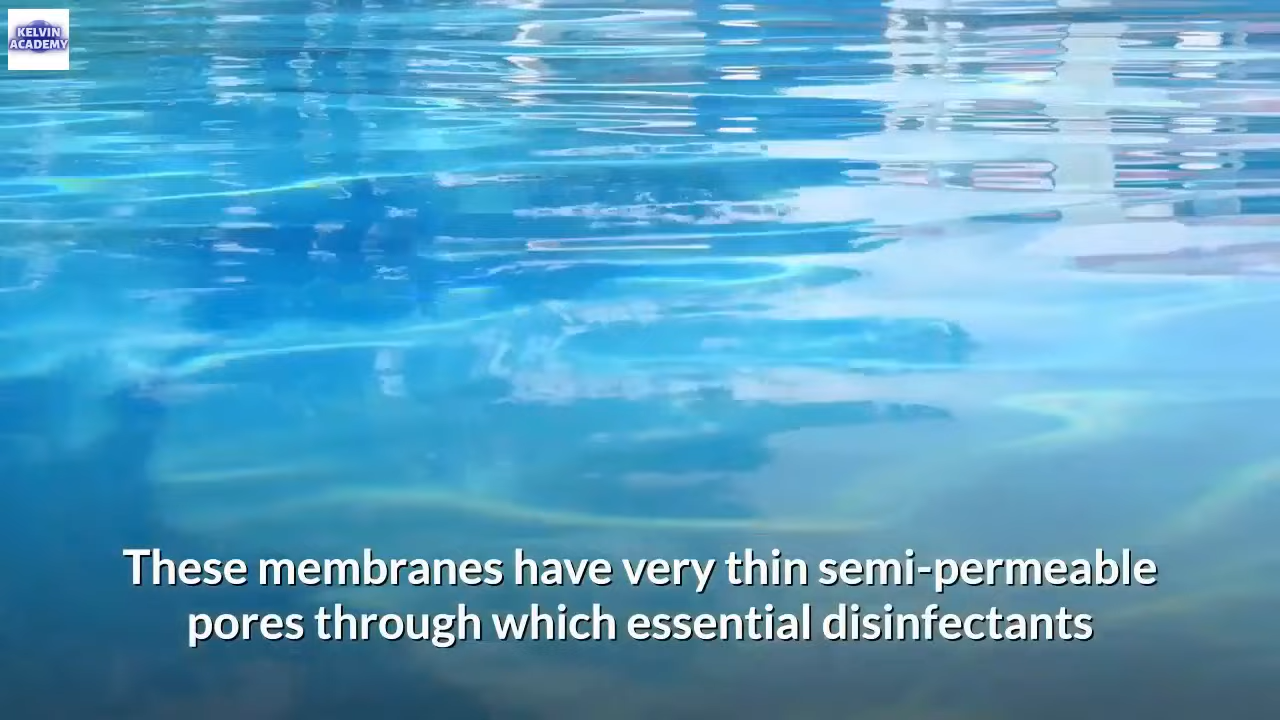 KELVIN
ACADEMY
These membranes have very thin semi-permeable
pores through which essential disinfectants